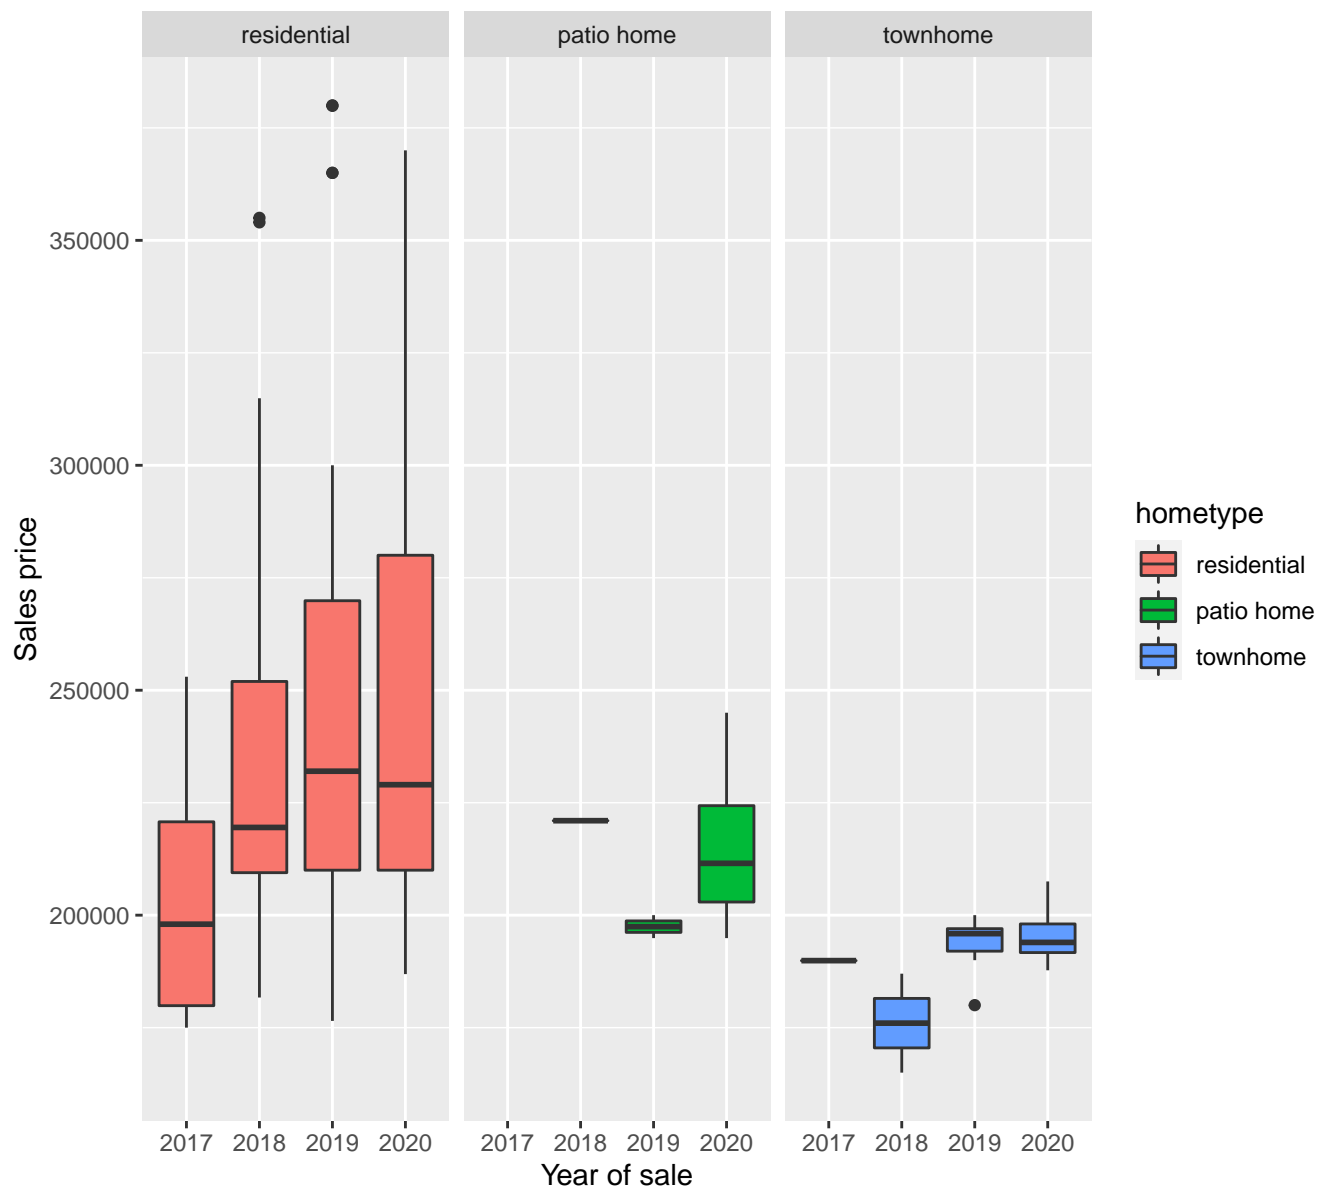 residential patio home townhome
350000
300000
250000
200000
Sales price
2017 2018 2019 2020 2017 2018 2019 2020 2017 2018 2019 2020
Year of sale
hometype
residential
patio home
townhome